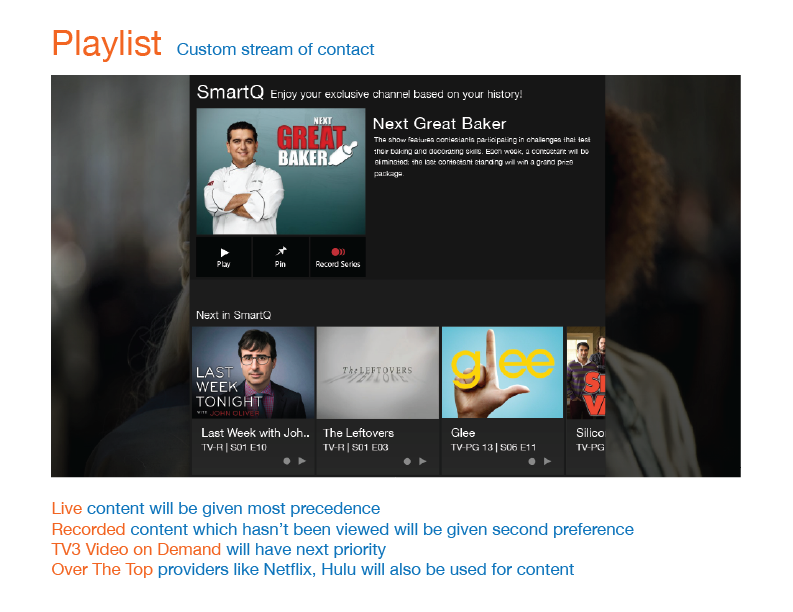 Playlist Custom stream of contact
SmartQ Enjoy your exclusive channel based on your history!
NEXT
GREAT
BAKER
Next Great Baker
The show features contestants participating in challenges that test
their baking and decorating skills. Each week, a contestant will be
eliminated; the last contestant standing will win a grand prize
package.
Play
Pin
Record Series
Next in SmartQ
LAST
WEEK
TONIGHT
WITH JOHN OLIVER
The LEFTOVERS
glee
SI
VA
Last Week with Joh..
TV-R | S01 E10
The Leftovers
TV-R | S01 E03
Glee
TV-PG 13 | S06 E11
Silico
TV-PG
Live content will be given most precedence
Recorded content which hasn't been viewed will be given second preference
TV3 Video on Demand will have next priority
Over The Top providers like Netflix, Hulu will also be used for content